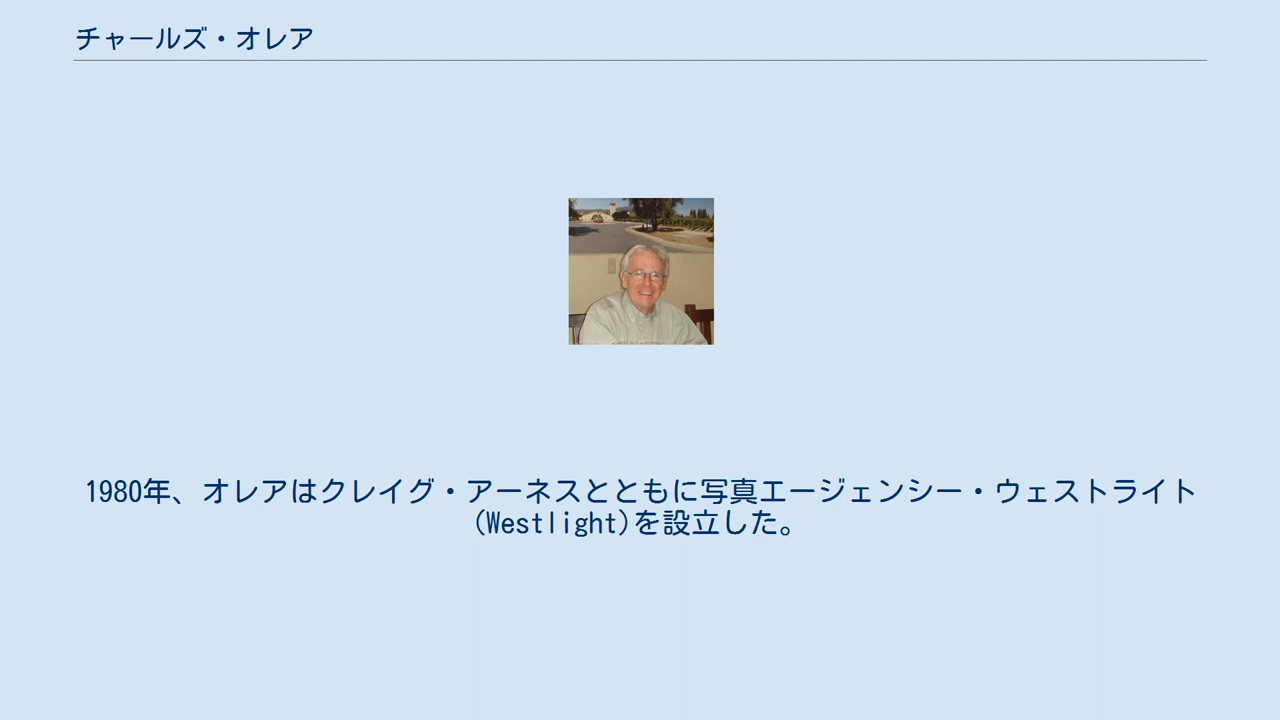 チャールズ・オレア
1980年、オレアはクレイグ・アーネスとともに写真エージェンシー・ウェストライト
(Westlight)を設立した。